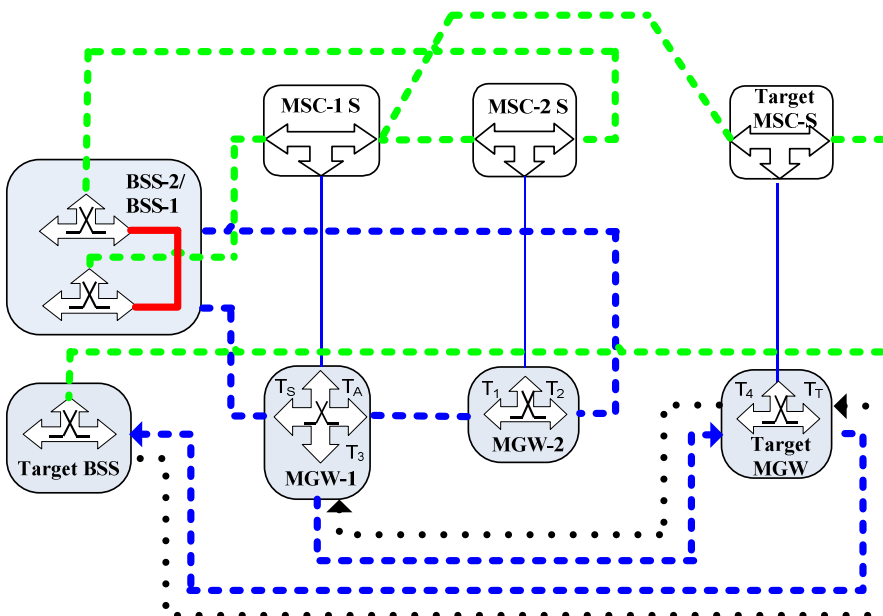 MSC-1 S
MSC-2 S
Target
MSC-S
BSS-2/
BSS-1
TS
TA
T3
MGW-1
T1
T2
MGW-2
T4
TT
Target
MGW
Target BSS